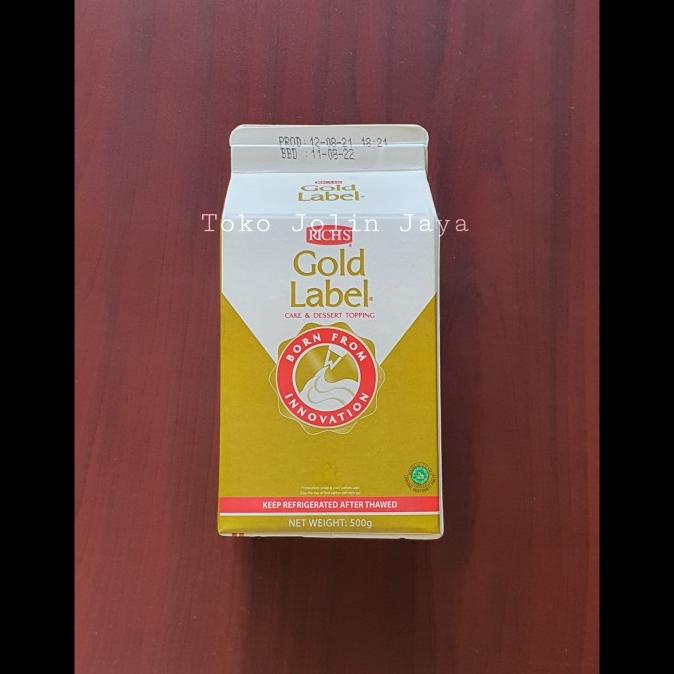 PROD: 12-08-21 18:21
BBD : 11-08-22
Gold
Label
Toko Jolin Jaya
RICH'S
Gold
Label
CAKE & DESSERT TOPPING
BORN FROM
INNOVATION
KEEP REFRIGERATED AFTER THAWED
NET WEIGHT: 500g